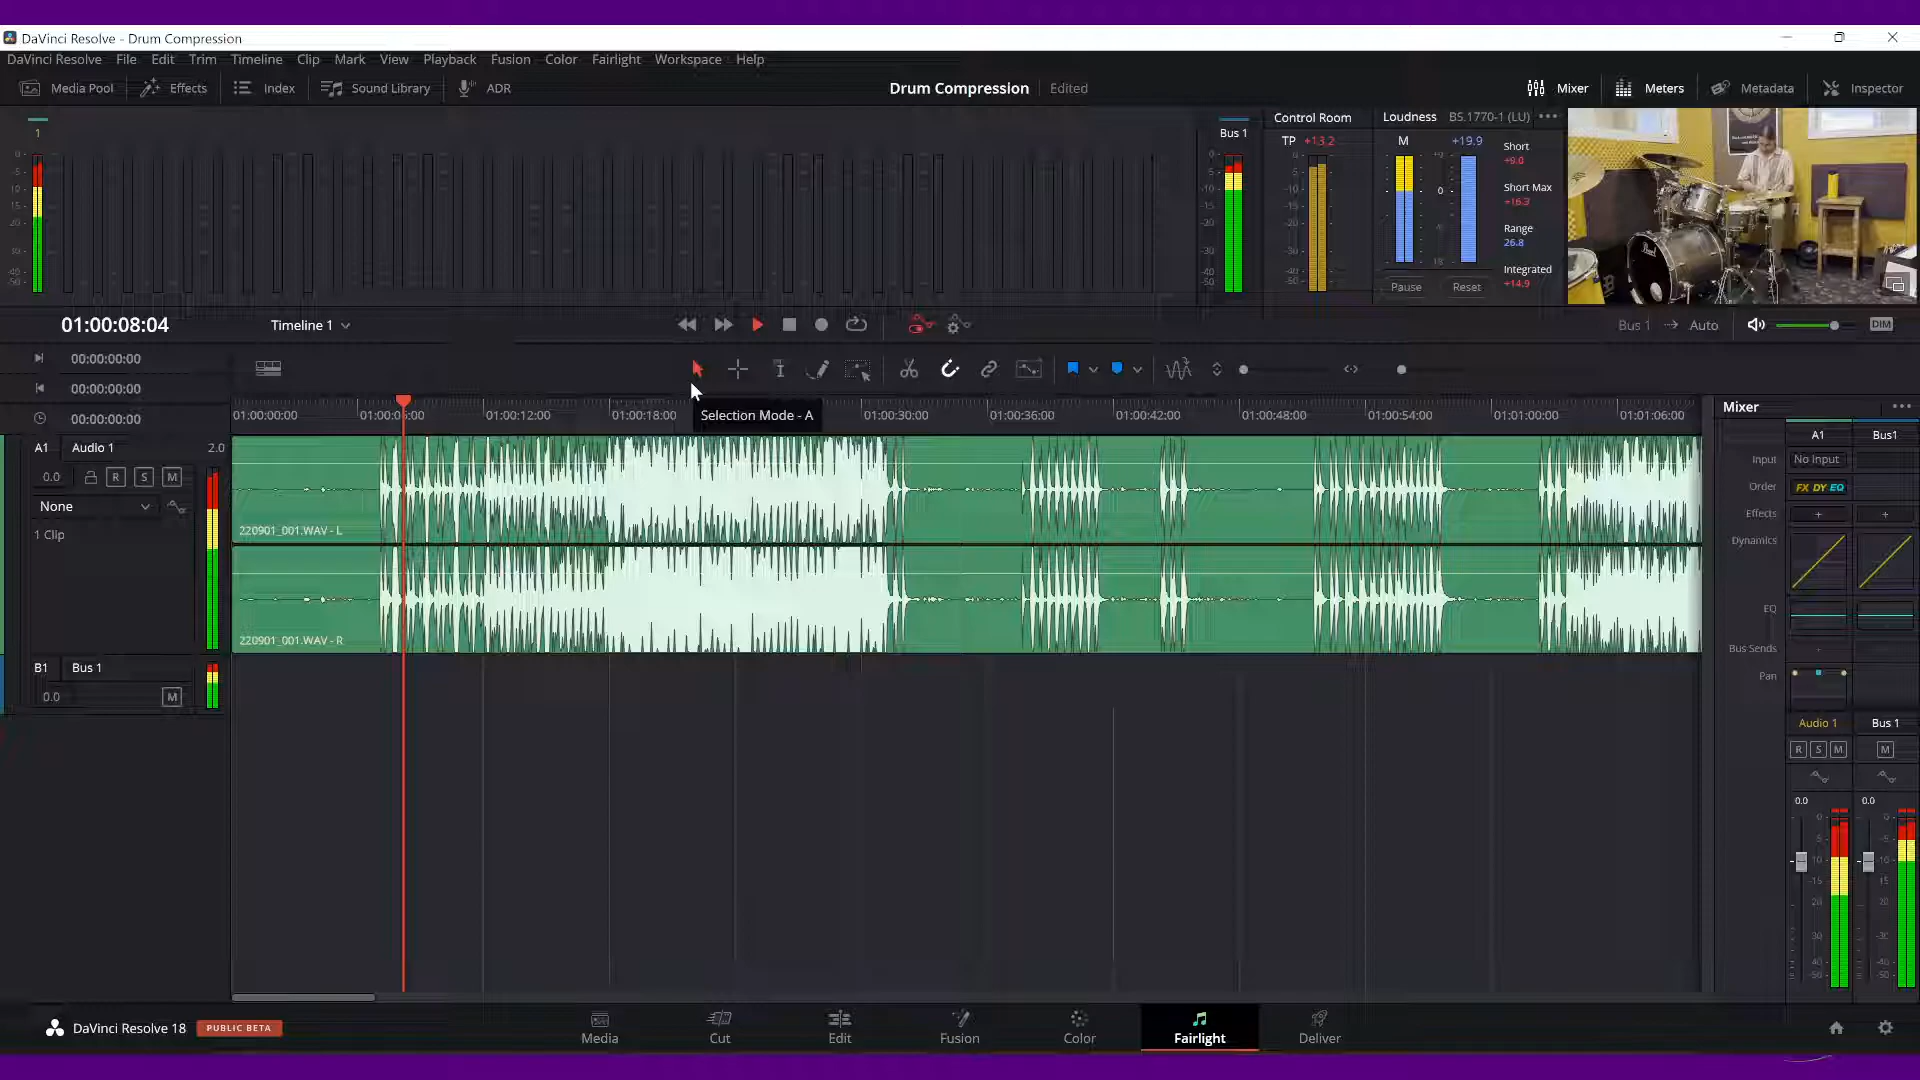 DaVinci Resolve - Drum Compression
DaVinci Resolve File Edit Trim Timeline Clip Mark View Playback Fusion Color Fairlight Workspace Help
Media Pool Effects Index Sound Library ADR Drum Compression Edited Mixer Meters Metadata Inspector
1 Bus 1 Control Room Loudness BS.1770-1 (LU)
TP +13.2 M +19.9
Short
+9.0
Short Max
+16.3
Range
26.8
Integrated
+14.9
Pause Reset
01:00:08:04 Timeline 1 Bus 1 Auto DIM
00:00:00:00
00:00:00:00
00:00:00:00
Selection Mode - A
01:00:00:00 01:00:12:00 01:00:18:00 01:00:30:00 01:00:36:00 01:00:42:00 01:00:48:00 01:00:54:00 01:01:00:00 01:01:06:00
A1 Audio 1 2.0
0.0 R S M
None
1 Clip
220901_001.WAV - L
220901_001.WAV - R
B1 Bus 1
0.0 M
Mixer
A1 Bus1
Input No Input
Order FX DY EQ
Effects
Dynamics
EQ
Bus Sends
Pan
Audio 1 Bus 1
R S M M
0.0 0.0
DaVinci Resolve 18 PUBLIC BETA
Media Cut Edit Fusion Color Fairlight Deliver